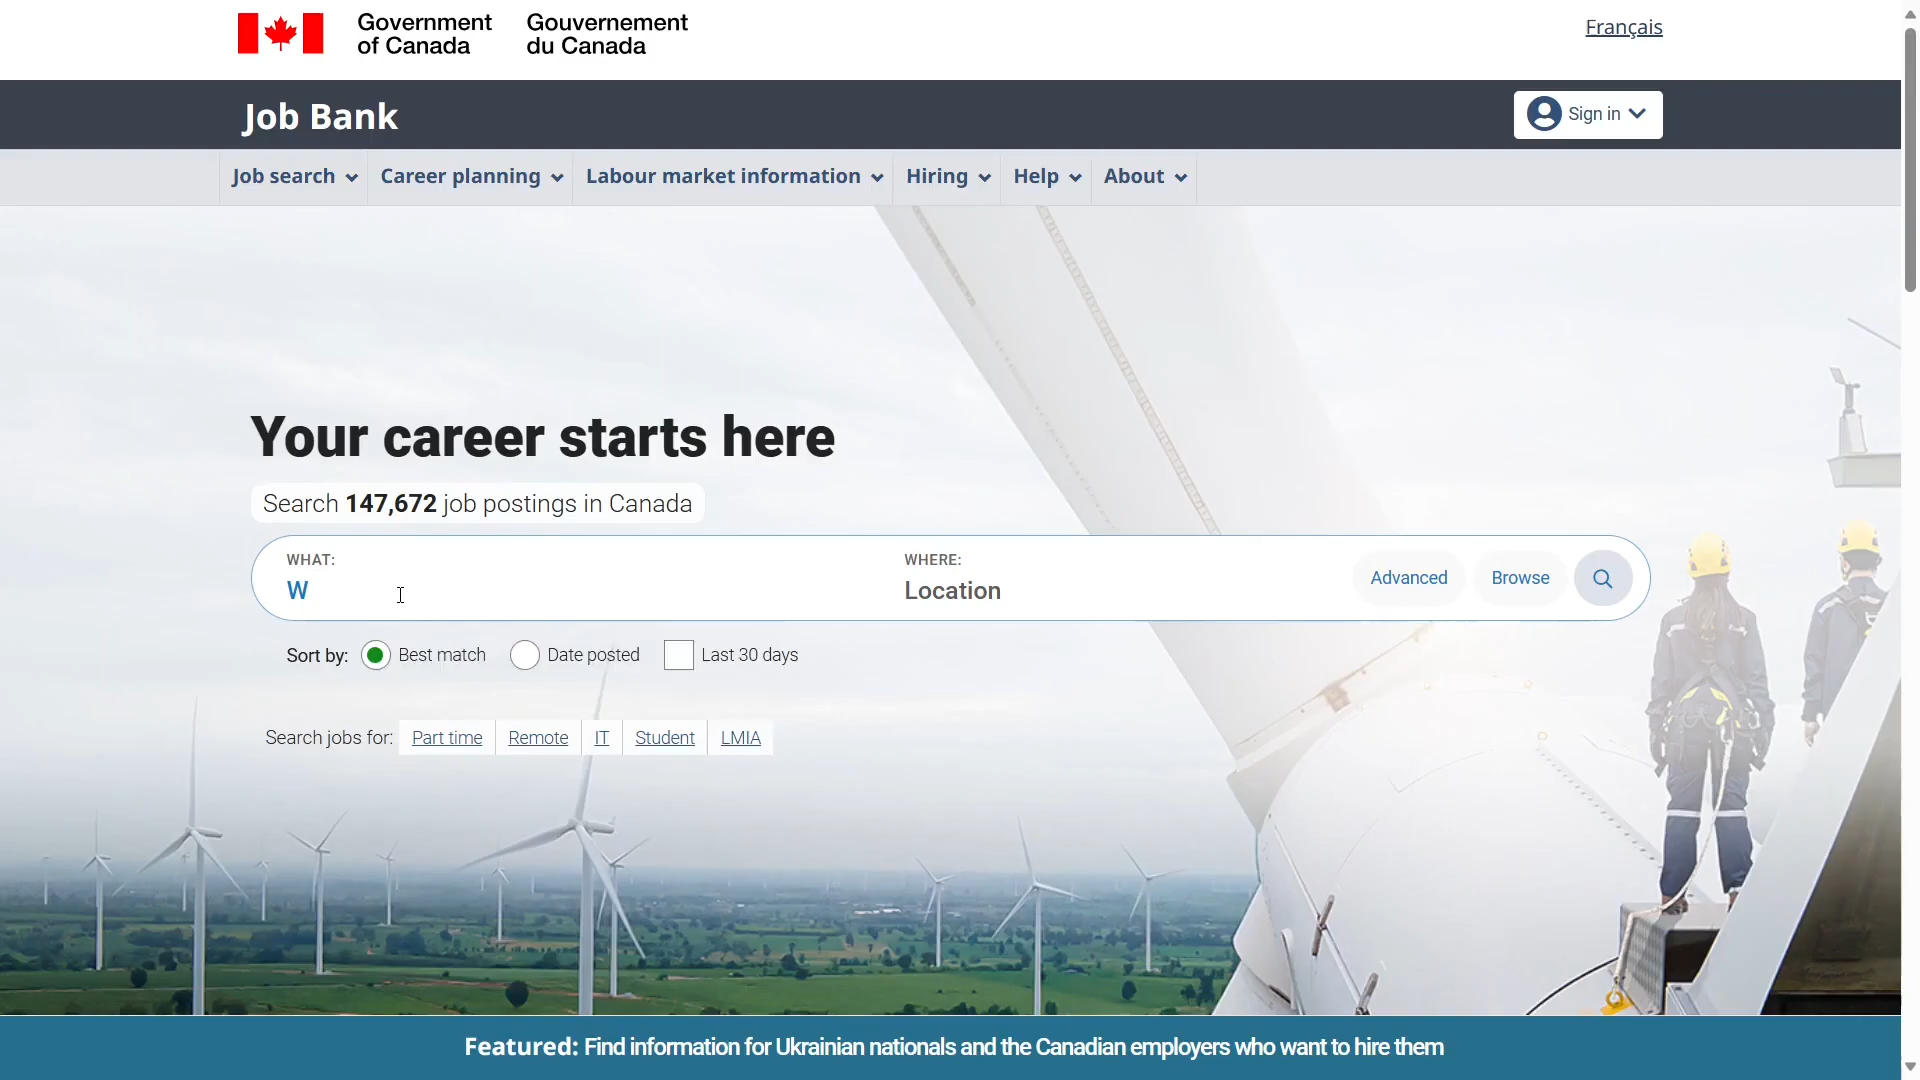 Government of Canada
Gouvernement du Canada
Français
Job Bank
Sign in
Job search
Career planning
Labour market information
Hiring
Help
About
Your career starts here
Search 147,672 job postings in Canada
WHAT:
W
WHERE:
Location
Advanced
Browse
Sort by: Best match Date posted Last 30 days
Search jobs for: Part time Remote IT Student LMIA
Featured: Find information for Ukrainian nationals and the Canadian employers who want to hire them